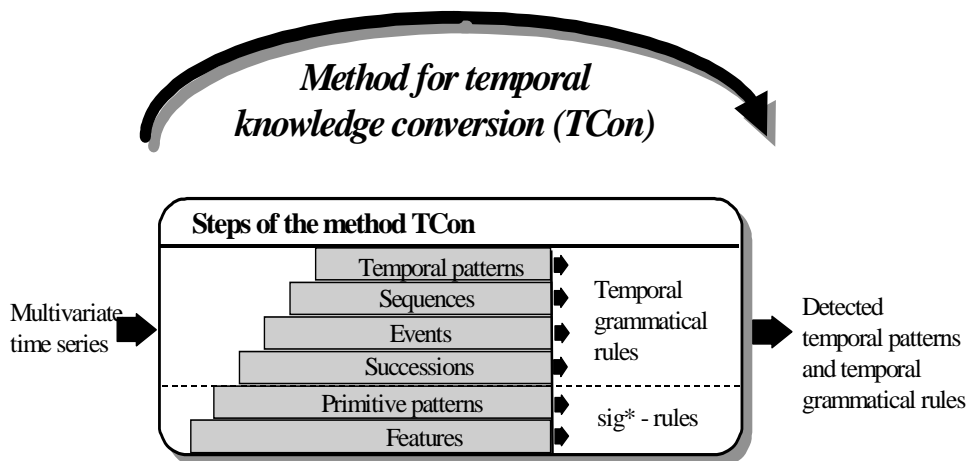 Method for temporal
knowledge conversion (TCon)
Steps of the method TCon
Temporal patterns
Sequences
Events
Successions
Primitive patterns
Features
Multivariate
time series
Temporal
grammatical
rules
sig* - rules
Detected
temporal patterns
and temporal
grammatical rules